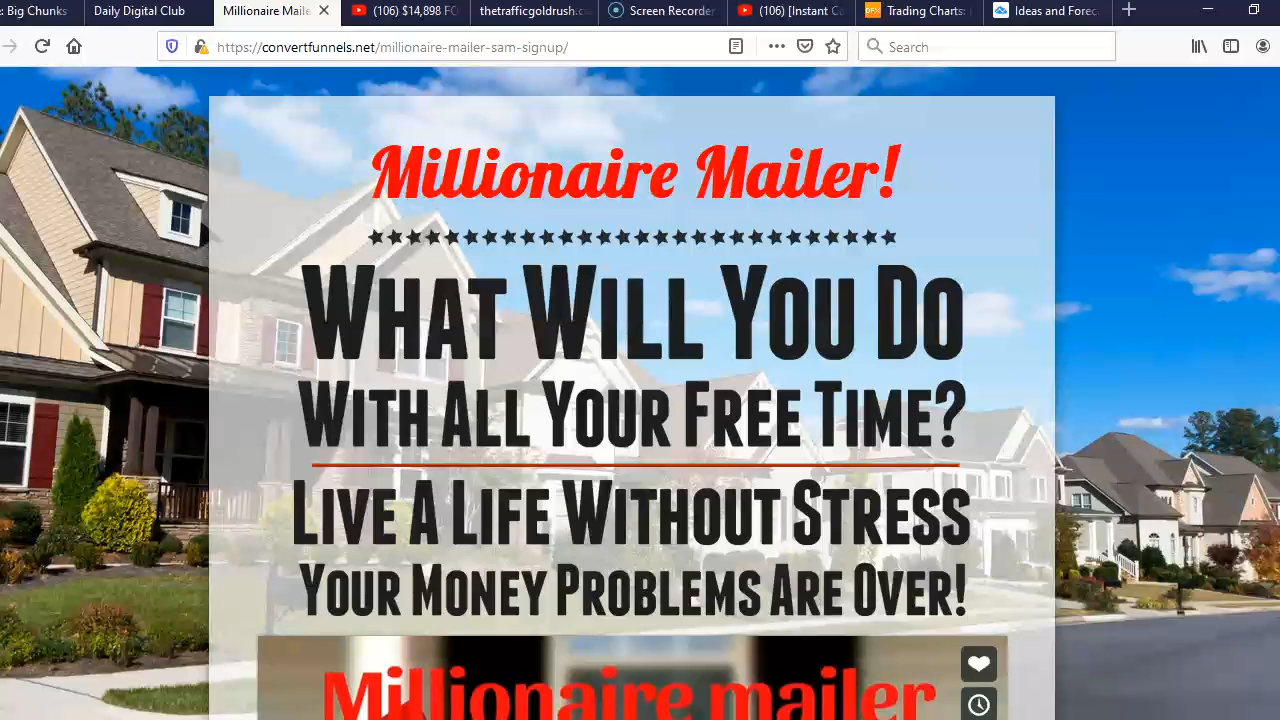 : Big Chunks
Daily Digital Club
Millionaire Maile
(106) $14,898 FO
thetrafficgoldrush.c
Screen Recorder
(106) [Instant Ca
Trading Charts:
Ideas and Forec
https://convertfunnels.net/millionaire-mailer-sam-signup/
Search
Millionaire Mailer!
What Will You Do
With All Your Free Time?
Live A Life Without Stress
Your Money Problems Are Over!
Millionaire mailer